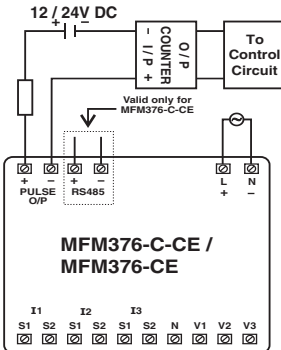 12 / 24V DC
+ –
– I / P +
COUNTER
O / P
To
Control
Circuit
Valid only for
MFM376-C-CE
+ – + –
PULSE
O/P
RS485
L N
+ –
MFM376-C-CE /
MFM376-CE
I1 I2 I3
S1 S2 S1 S2 S1 S2 N V1 V2 V3